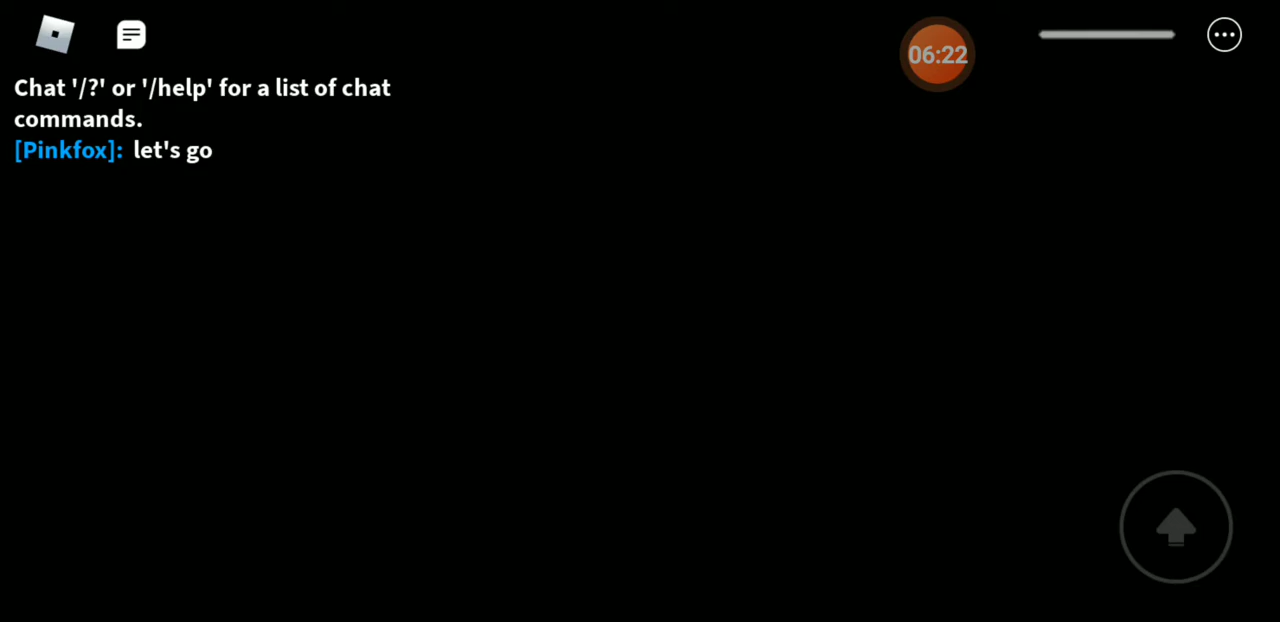 06:22
Chat '/?' or '/help' for a list of chat
commands.
[Pinkfox]: let's go